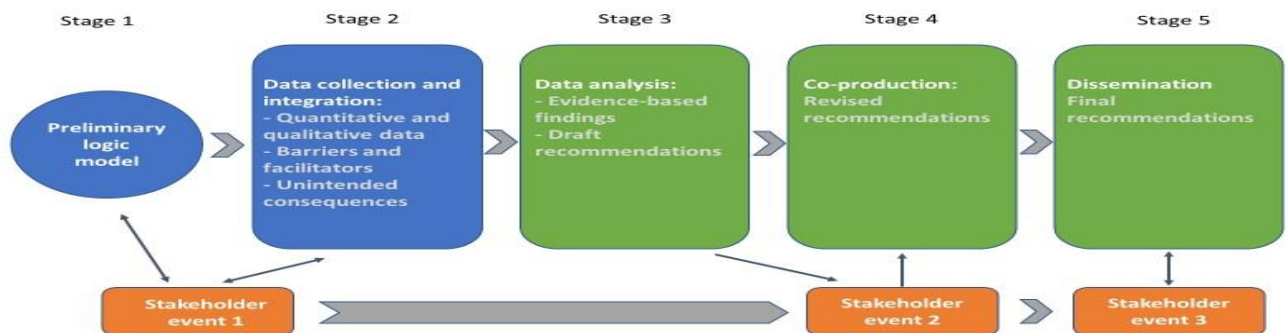 Stage 1
Stage 2
Stage 3
Stage 4
Stage 5
Preliminary
logic
model
Data collection and
integration:
- Quantitative and
qualitative data
- Barriers and
facilitators
- Unintended
consequences
Data analysis:
- Evidence-based
findings
- Draft
recommendations
Co-production:
Revised
recommendations
Dissemination
Final
recommendations
Stakeholder
event 1
Stakeholder
event 2
Stakeholder
event 3